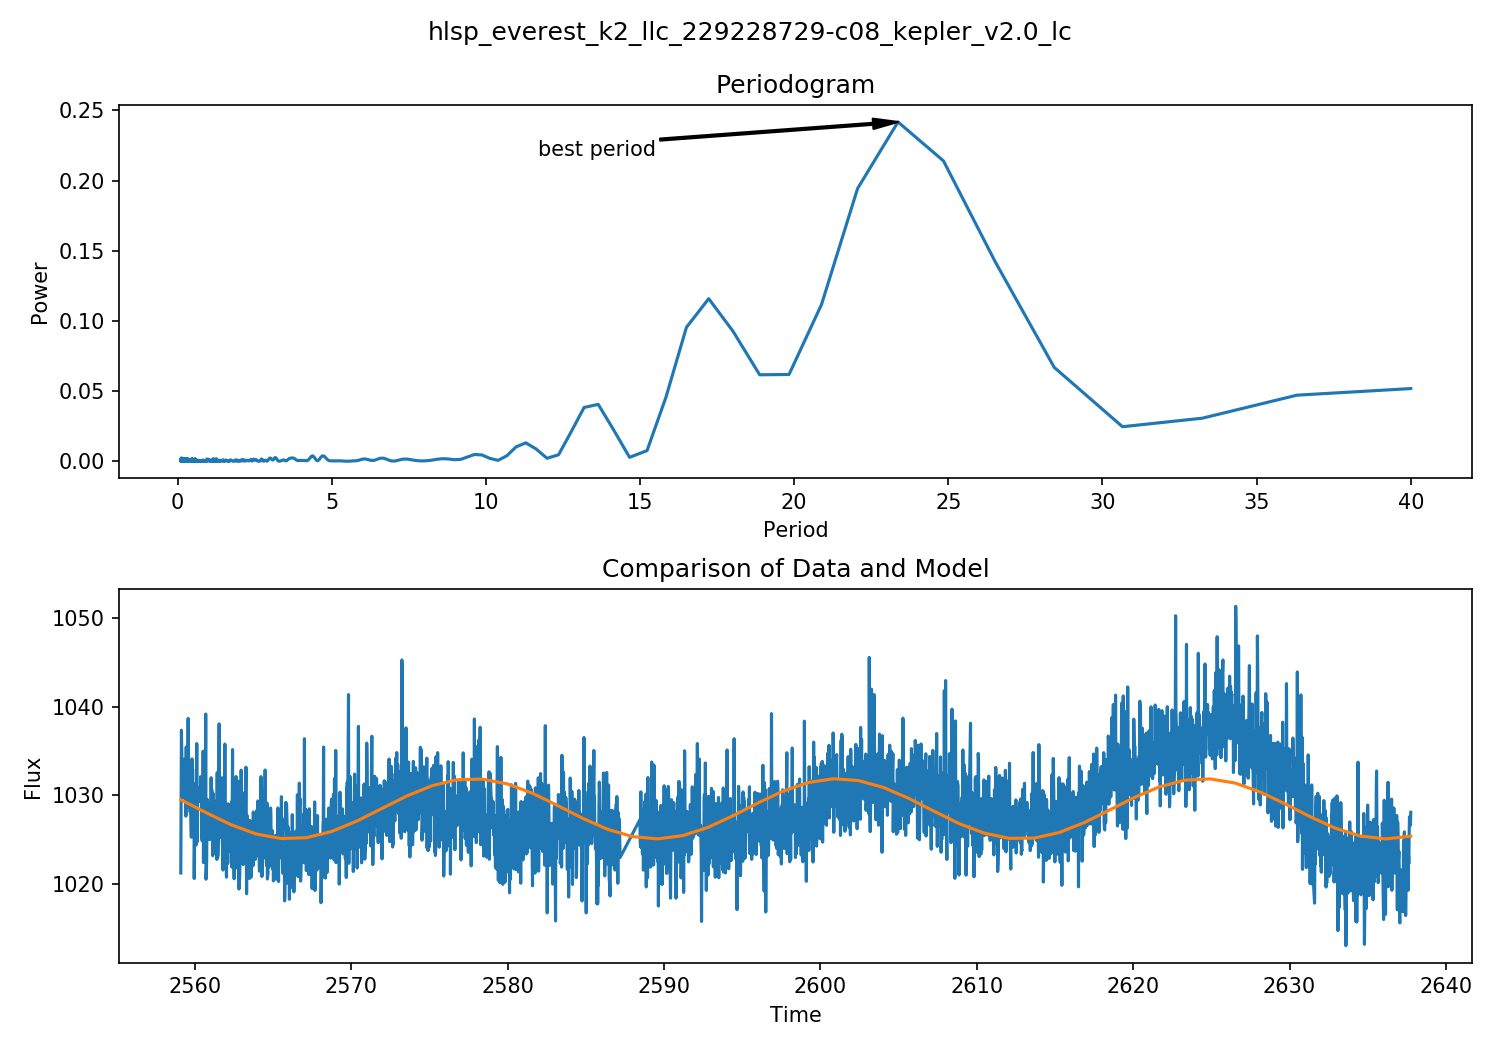 hlsp_everest_k2_llc_229228729-c08_kepler_v2.0_lc
Periodogram
0.25
0.20
0.15
0.10
0.05
0.00
Power
best period
0 5 10 15 20 25 30 35 40
Period
Comparison of Data and Model
1050
1040
1030
1020
Flux
2560 2570 2580 2590 2600 2610 2620 2630 2640
Time